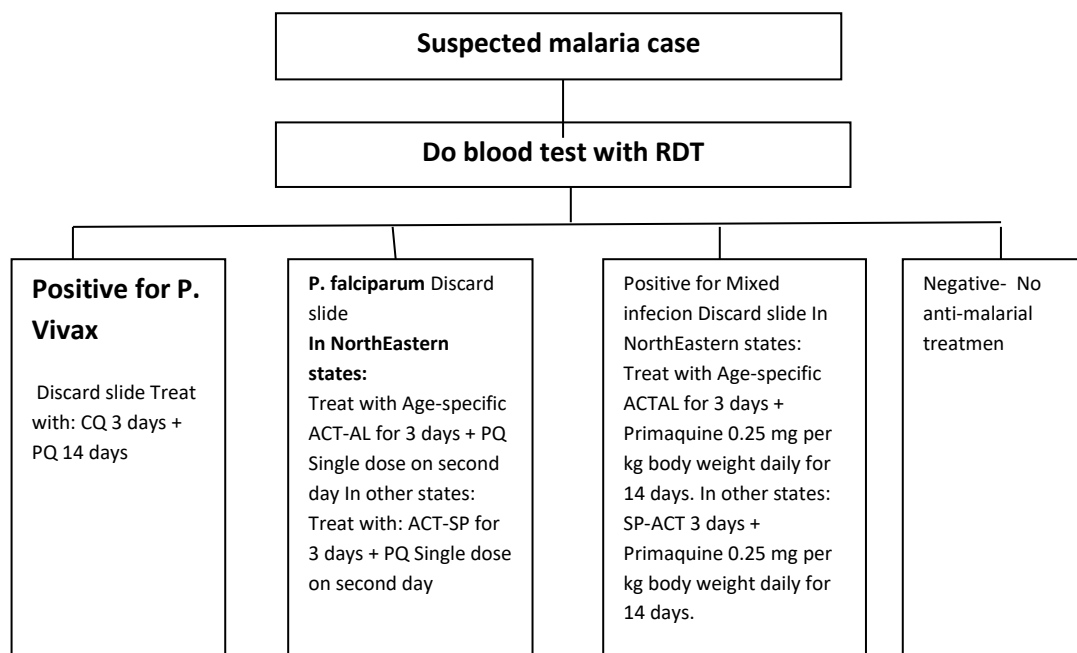 Suspected malaria case
Do blood test with RDT
Positive for P.
Vivax
Discard slide Treat
with: CQ 3 days +
PQ 14 days
P. falciparum Discard
slide
In NorthEastern
states:
Treat with Age-specific
ACT-AL for 3 days + PQ
Single dose on second
day In other states:
Treat with: ACT-SP for
3 days + PQ Single dose
on second day
Positive for Mixed
infecion Discard slide In
NorthEastern states:
Treat with Age-specific
ACTAL for 3 days +
Primaquine 0.25 mg per
kg body weight daily for
14 days. In other states:
SP-ACT 3 days +
Primaquine 0.25 mg per
kg body weight daily for
14 days.
Negative- No
anti-malarial
treatmen